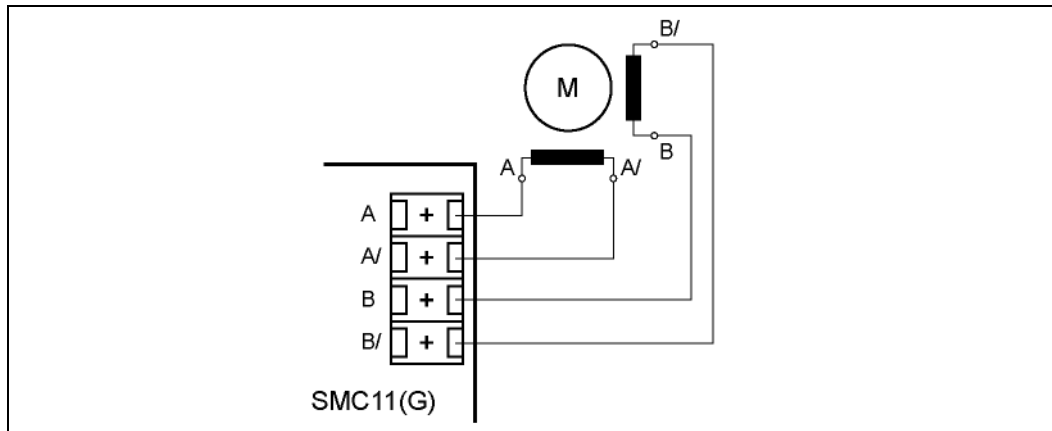 B/
M
B
A A/
A +
A/ +
B +
B/ +
SMC11(G)